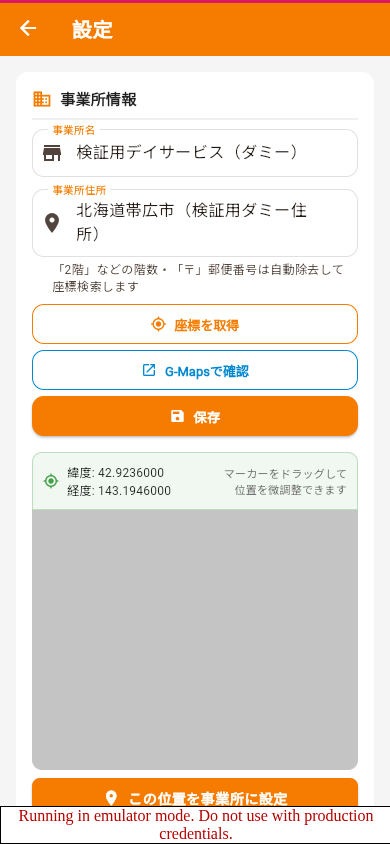 設定
事業所情報
事業所名
検証用デイサービス（ダミー）
事業所住所
北海道帯広市（検証用ダミー住
所）
「2階」などの階数・「〒」郵便番号は自動除去して
座標検索します
座標を取得
G-Mapsで確認
保存
緯度: 42.9236000
経度: 143.1946000
マーカーをドラッグして
位置を微調整できます
この位置を事業所に設定
Running in emulator mode. Do not use with production
credentials.